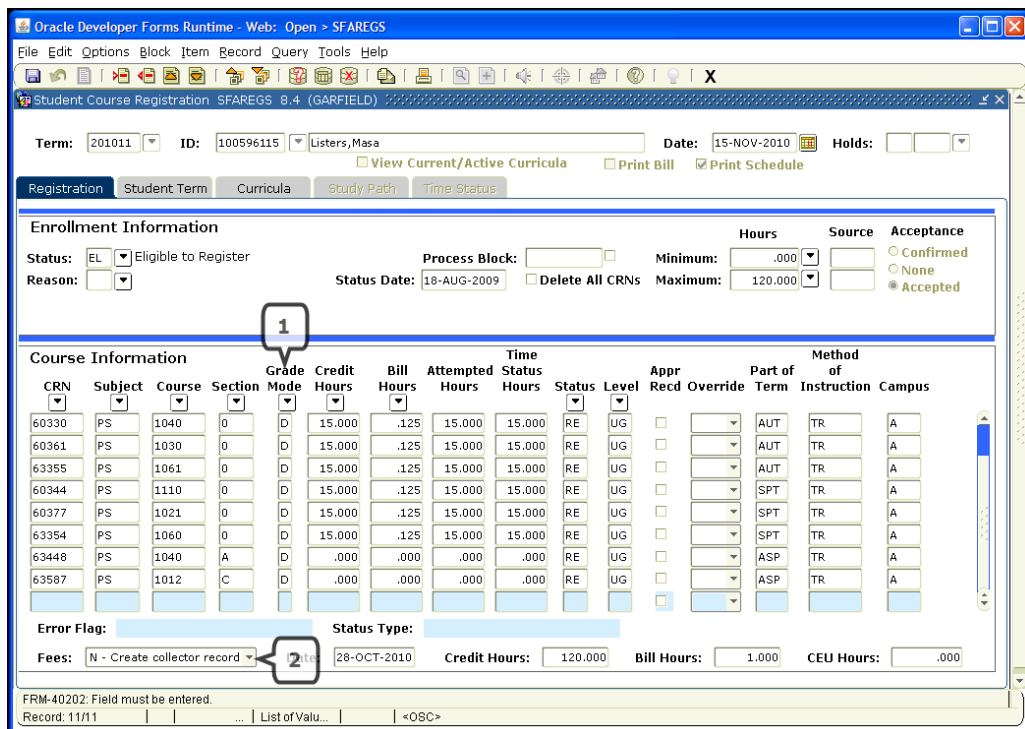 Oracle Developer Forms Runtime - Web: Open > SFAREGS
File Edit Options Block Item Record Query Tools Help
X
Student Course Registration SFAREGS 8.4 (GARFIELD)
Term: 201011 ID: 100596115 Listers,Masa Date: 15-NOV-2010 Holds:
View Current/Active Curricula Print Bill Print Schedule
Registration Student Term Curricula Study Path Time Status
Enrollment Information Hours Source Acceptance
Status: EL Eligible to Register Process Block: Minimum: .000 Confirmed
None
Reason: Status Date: 18-AUG-2009 Delete All CRNs Maximum: 120.000 Accepted
1
Course Information Time Method
Grade Credit Bill Attempted Status Appr Part of of
CRN Subject Course Section Mode Hours Hours Hours Hours Status Level Recd Override Term Instruction Campus
60330 PS 1040 0 D 15.000 .125 15.000 15.000 RE UG AUT TR A
60361 PS 1030 0 D 15.000 .125 15.000 15.000 RE UG AUT TR A
63355 PS 1061 0 D 15.000 .125 15.000 15.000 RE UG AUT TR A
60344 PS 1110 0 D 15.000 .125 15.000 15.000 RE UG SPT TR A
60377 PS 1021 0 D 15.000 .125 15.000 15.000 RE UG SPT TR A
63354 PS 1060 0 D 15.000 .125 15.000 15.000 RE UG SPT TR A
63448 PS 1040 A D .000 .000 .000 .000 RE UG ASP TR A
63587 PS 1012 C D .000 .000 .000 .000 RE UG ASP TR A
Error Flag: Status Type:
Fees: N - Create collector record 2 28-OCT-2010 Credit Hours: 120.000 Bill Hours: 1.000 CEU Hours: .000
FRM-40202: Field must be entered.
Record: 11/11 ... List of Valu... <OSC>